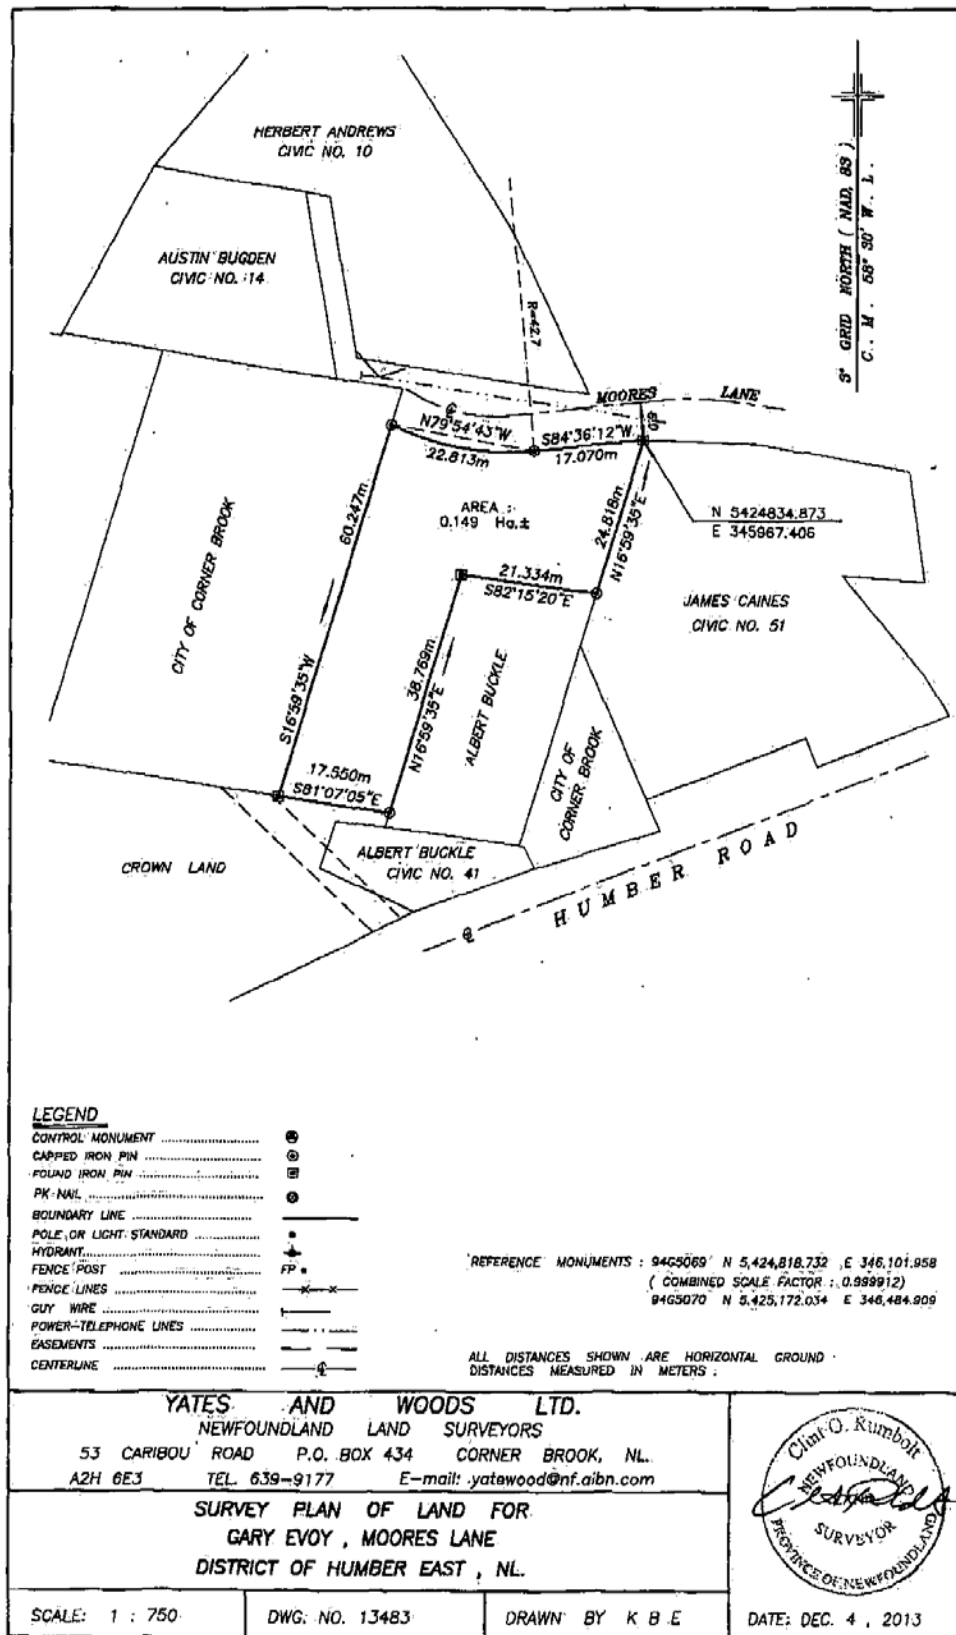 HERBERT ANDREWS
CIVIC NO. 10
AUSTIN BUGDEN
CIVIC NO. 14
3° GRID NORTH ( NAD. 83 )
C. M. 58° 30' W. L.
R=42.7
MOORES LANE
N79°54'43"W
22.813m
S84°36'12"W
17.070m
60.247m
S16°59'35"W
AREA :
0.149 Ha.±
24.818m
N16°59'35"E
N 5424834.873
E 345967.406
CITY OF CORNER BROOK
21.334m
S82°15'20"E
JAMES CAINES
CIVIC NO. 51
38.769m
N16°59'35"E
ALBERT BUCKLE
CITY OF
CORNER BROOK
17.550m
S81°07'05"E
ALBERT BUCKLE
CIVIC NO. 41
CROWN LAND
HUMBER ROAD
LEGEND
CONTROL MONUMENT
CAPPED IRON PIN
FOUND IRON PIN
PK NAIL
BOUNDARY LINE
POLE OR LIGHT STANDARD
HYDRANT
FENCE POST FP
FENCE LINES
GUY WIRE
POWER-TELEPHONE LINES
EASEMENTS
CENTERLINE
REFERENCE MONUMENTS : 94G5069 N 5,424,818.732 E 346,101.958
( COMBINED SCALE FACTOR : 0.999912)
94G5070 N 5,425,172.034 E 346,484.909
ALL DISTANCES SHOWN ARE HORIZONTAL GROUND
DISTANCES MEASURED IN METERS :
YATES AND WOODS LTD.
NEWFOUNDLAND LAND SURVEYORS
53 CARIBOU ROAD P.O. BOX 434 CORNER BROOK, NL.
A2H 6E3 TEL. 639-9177 E-mail: yatewood@nf.aibn.com
SURVEY PLAN OF LAND FOR
GARY EVOY , MOORES LANE
DISTRICT OF HUMBER EAST , NL.
SCALE: 1 : 750
DWG. NO. 13483
DRAWN BY K B E
Clint O. Rumbolt
NEWFOUNDLAND
SURVEYOR
PROVINCE OF NEWFOUNDLAND
DATE: DEC. 4 , 2013